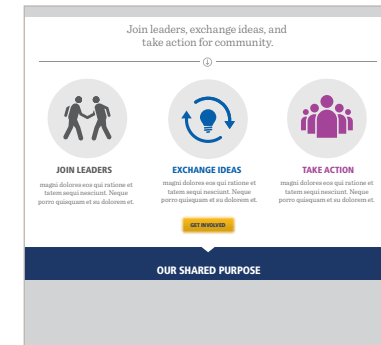 Join leaders, exchange ideas, and
take action for community.
JOIN LEADERS
magni dolores eos qui ratione et
tatem sequi nesciunt. Neque
porro quisquam et su dolorem et.
EXCHANGE IDEAS
magni dolores eos qui ratione et
tatem sequi nesciunt. Neque
porro quisquam et su dolorem et.
TAKE ACTION
magni dolores eos qui ratione et
tatem sequi nesciunt. Neque
porro quisquam et su dolorem et.
GET INVOLVED
OUR SHARED PURPOSE